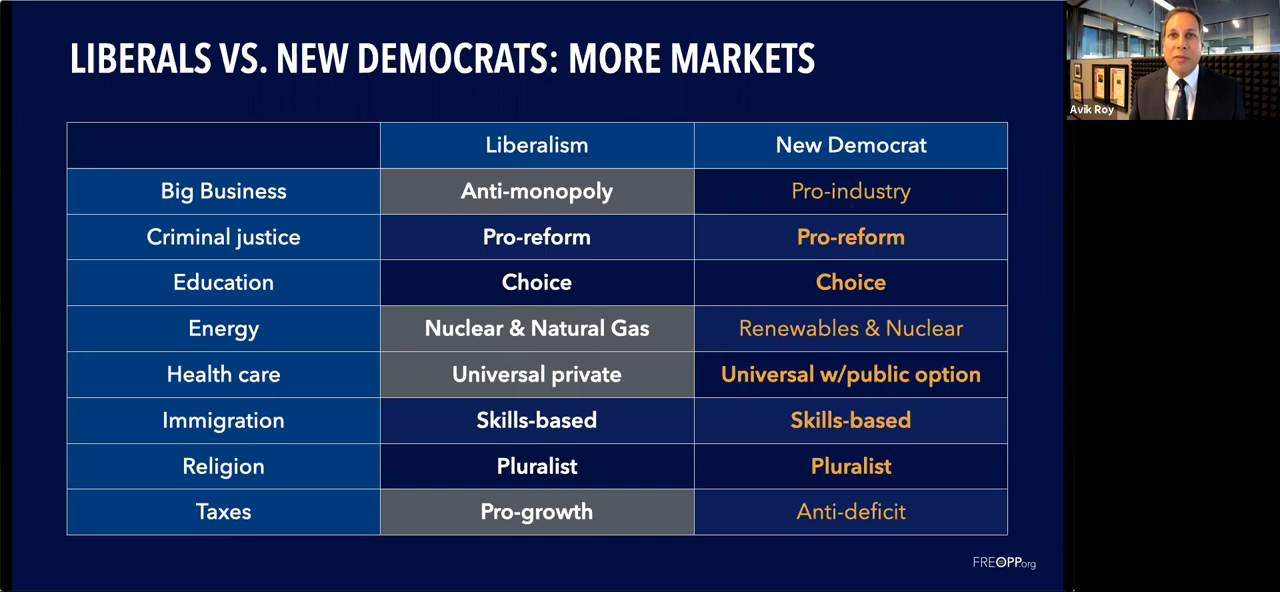 LIBERALS VS. NEW DEMOCRATS: MORE MARKETS
Avik Roy
Liberalism New Democrat
Big Business Anti-monopoly Pro-industry
Criminal justice Pro-reform Pro-reform
Education Choice Choice
Energy Nuclear & Natural Gas Renewables & Nuclear
Health care Universal private Universal w/public option
Immigration Skills-based Skills-based
Religion Pluralist Pluralist
Taxes Pro-growth Anti-deficit
FREOPP.org